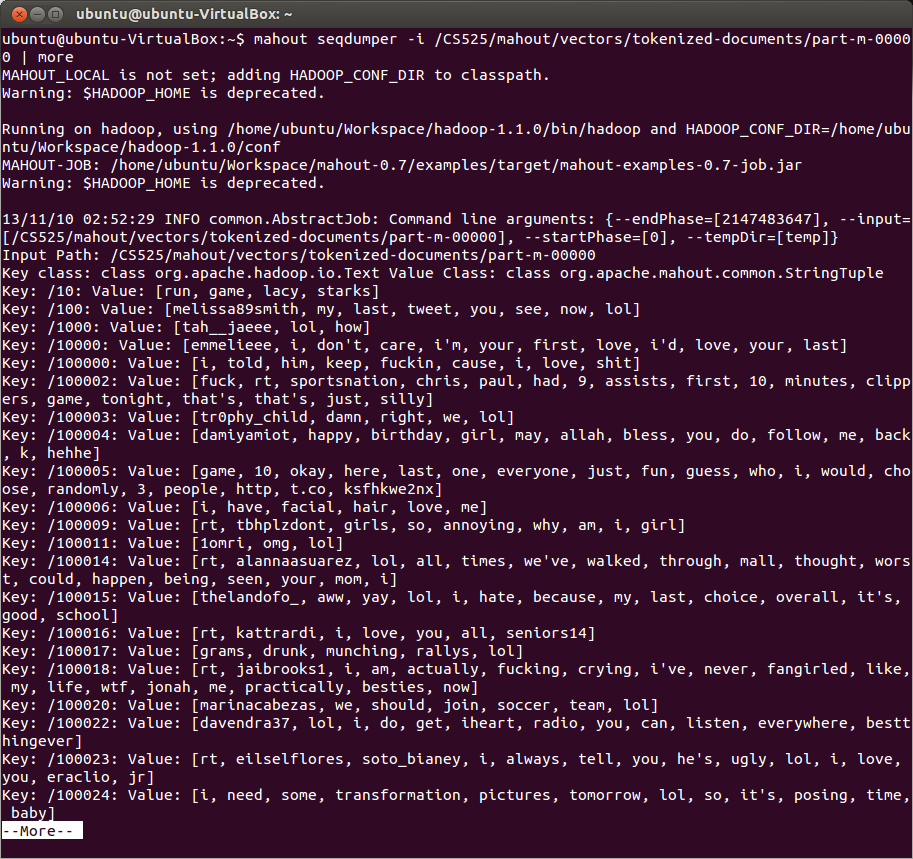 ubuntu@ubuntu-VirtualBox: ~
ubuntu@ubuntu-VirtualBox:~$ mahout seqdumper -i /CS525/mahout/vectors/tokenized-documents/part-m-0000
0 | more
MAHOUT_LOCAL is not set; adding HADOOP_CONF_DIR to classpath.
Warning: $HADOOP_HOME is deprecated.

Running on hadoop, using /home/ubuntu/Workspace/hadoop-1.1.0/bin/hadoop and HADOOP_CONF_DIR=/home/ubu
ntu/Workspace/hadoop-1.1.0/conf
MAHOUT-JOB: /home/ubuntu/Workspace/mahout-0.7/examples/target/mahout-examples-0.7-job.jar
Warning: $HADOOP_HOME is deprecated.

13/11/10 02:52:29 INFO common.AbstractJob: Command line arguments: {--endPhase=[2147483647], --input=
[/CS525/mahout/vectors/tokenized-documents/part-m-00000], --startPhase=[0], --tempDir=[temp]}
Input Path: /CS525/mahout/vectors/tokenized-documents/part-m-00000
Key class: class org.apache.hadoop.io.Text Value Class: class org.apache.mahout.common.StringTuple
Key: /10: Value: [run, game, lacy, starks]
Key: /100: Value: [melissa89smith, my, last, tweet, you, see, now, lol]
Key: /1000: Value: [tah__jaeee, lol, how]
Key: /10000: Value: [emmelieee, i, don't, care, i'm, your, first, love, i'd, love, your, last]
Key: /100000: Value: [i, told, him, keep, fuckin, cause, i, love, shit]
Key: /100002: Value: [fuck, rt, sportsnation, chris, paul, had, 9, assists, first, 10, minutes, clipp
ers, game, tonight, that's, that's, just, silly]
Key: /100003: Value: [tr0phy_child, damn, right, we, lol]
Key: /100004: Value: [damiyamiot, happy, birthday, girl, may, allah, bless, you, do, follow, me, back
, k, hehhe]
Key: /100005: Value: [game, 10, okay, here, last, one, everyone, just, fun, guess, who, i, would, cho
ose, randomly, 3, people, http, t.co, ksfhkwe2nx]
Key: /100006: Value: [i, have, facial, hair, love, me]
Key: /100009: Value: [rt, tbhplzdont, girls, so, annoying, why, am, i, girl]
Key: /100011: Value: [1omri, omg, lol]
Key: /100014: Value: [rt, alannaasuarez, lol, all, times, we've, walked, through, mall, thought, wors
t, could, happen, being, seen, your, mom, i]
Key: /100015: Value: [thelandofo_, aww, yay, lol, i, hate, because, my, last, choice, overall, it's,
good, school]
Key: /100016: Value: [rt, kattrardi, i, love, you, all, seniors14]
Key: /100017: Value: [grams, drunk, munching, rallys, lol]
Key: /100018: Value: [rt, jaibrooks1, i, am, actually, fucking, crying, i've, never, fangirled, like,
 my, life, wtf, jonah, me, practically, besties, now]
Key: /100020: Value: [marinacabezas, we, should, join, soccer, team, lol]
Key: /100022: Value: [davendra37, lol, i, do, get, iheart, radio, you, can, listen, everywhere, bestt
hingever]
Key: /100023: Value: [rt, eilselflores, soto_bianey, i, always, tell, you, he's, ugly, lol, i, love,
you, eraclio, jr]
Key: /100024: Value: [i, need, some, transformation, pictures, tomorrow, lol, so, it's, posing, time,
 baby]
--More--